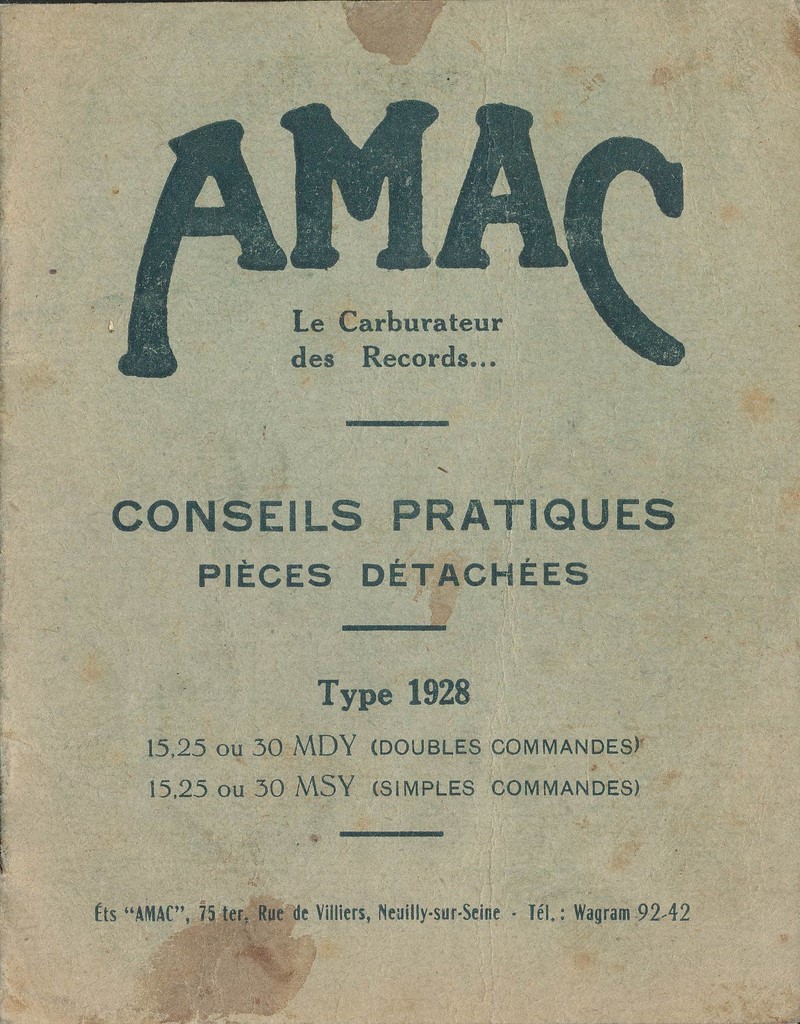 AMAC
Le Carburateur
des Records...
CONSEILS PRATIQUES
PIÈCES DÉTACHÉES
Type 1928
15,25 ou 30 MDY (DOUBLES COMMANDES)
15,25 ou 30 MSY (SIMPLES COMMANDES)
Éts "AMAC", 75 ter, Rue de Villiers, Neuilly-sur-Seine - Tél. : Wagram 92-42